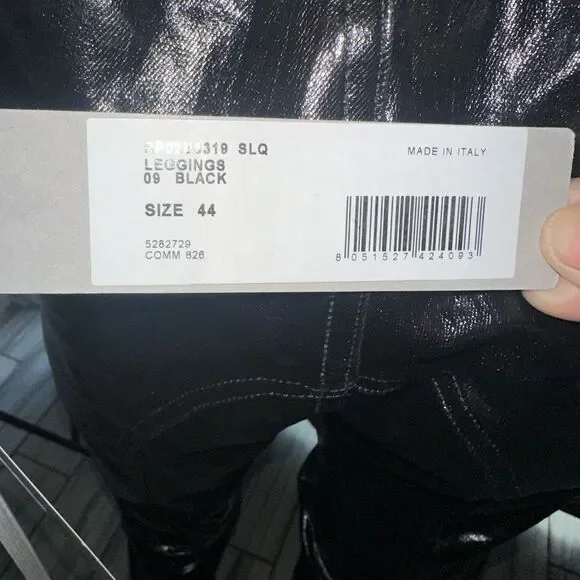 SLQ
LEGGINGS
09 BLACK
SIZE 44
5282729
COMM 826
MADE IN ITALY
8 051527 424093